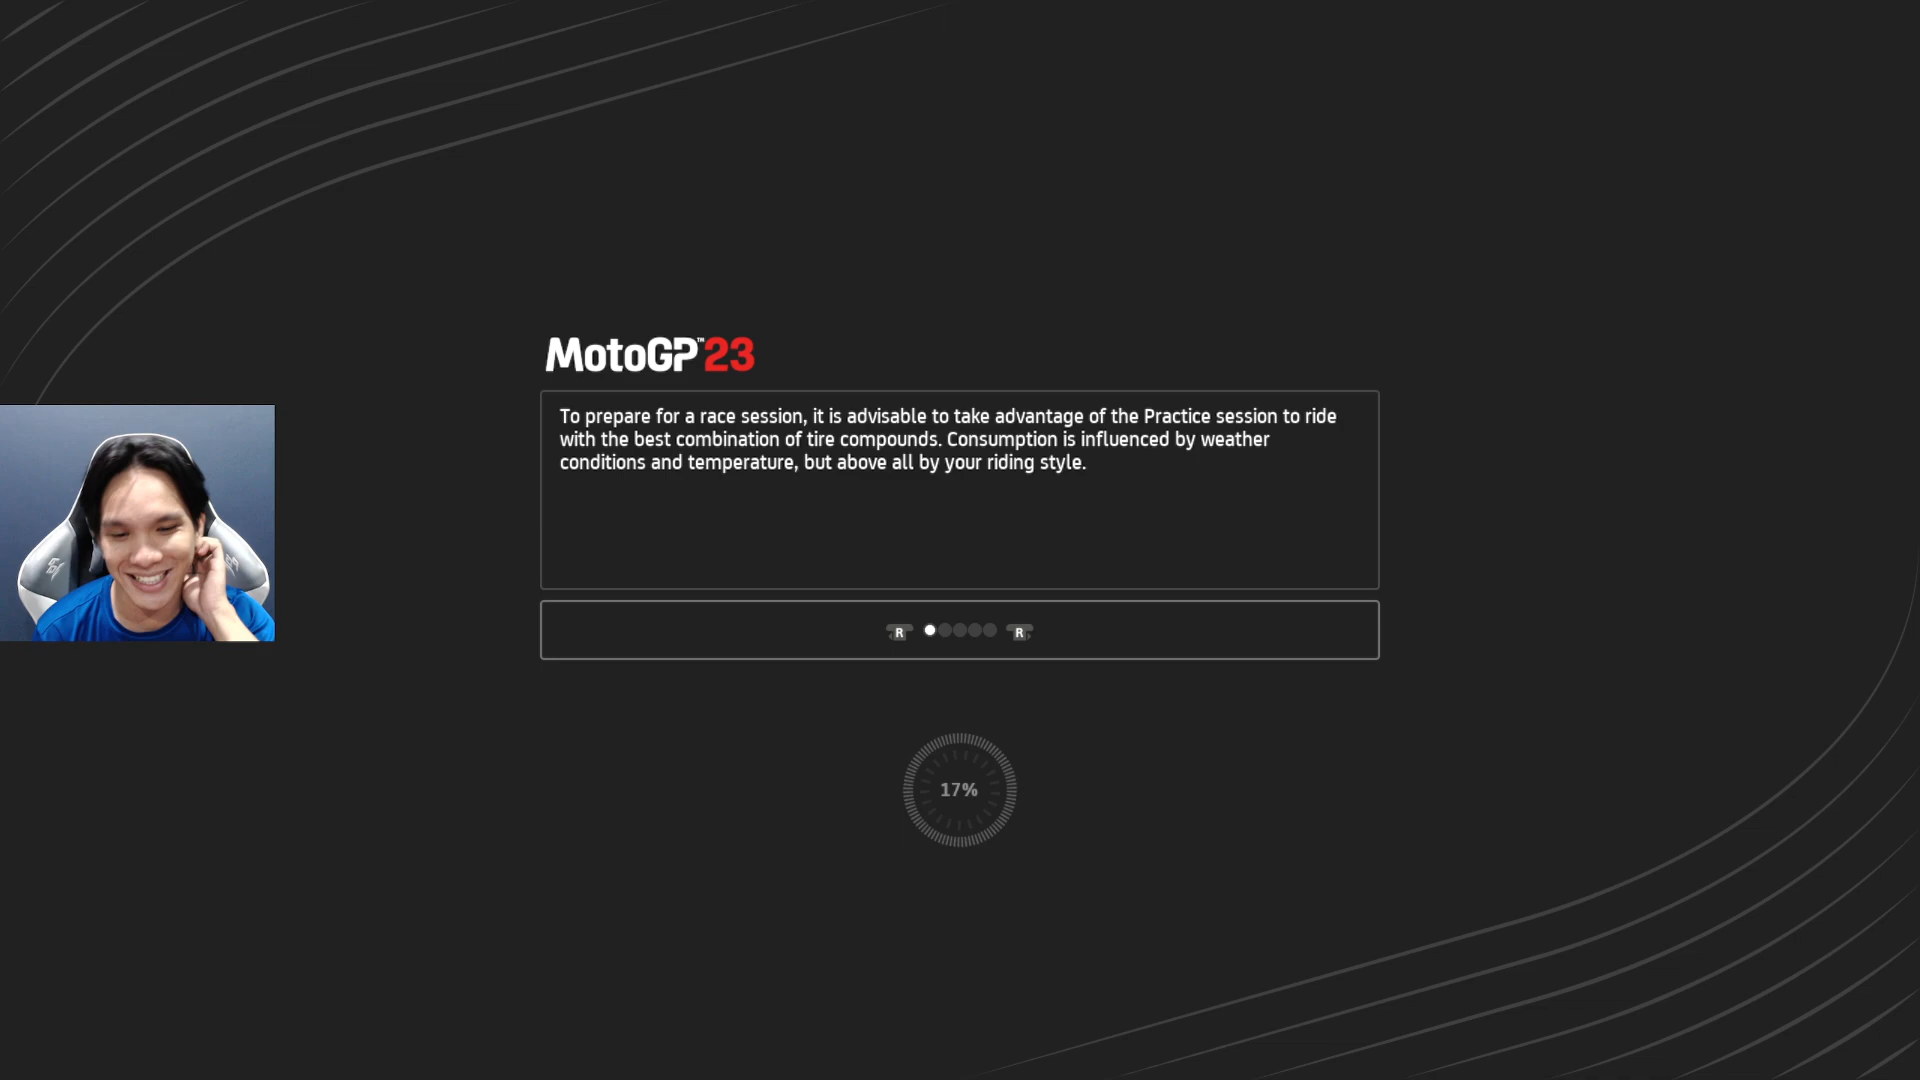 MotoGP™23
To prepare for a race session, it is advisable to take advantage of the Practice session to ride
with the best combination of tire compounds. Consumption is influenced by weather
conditions and temperature, but above all by your riding style.
R R
17%